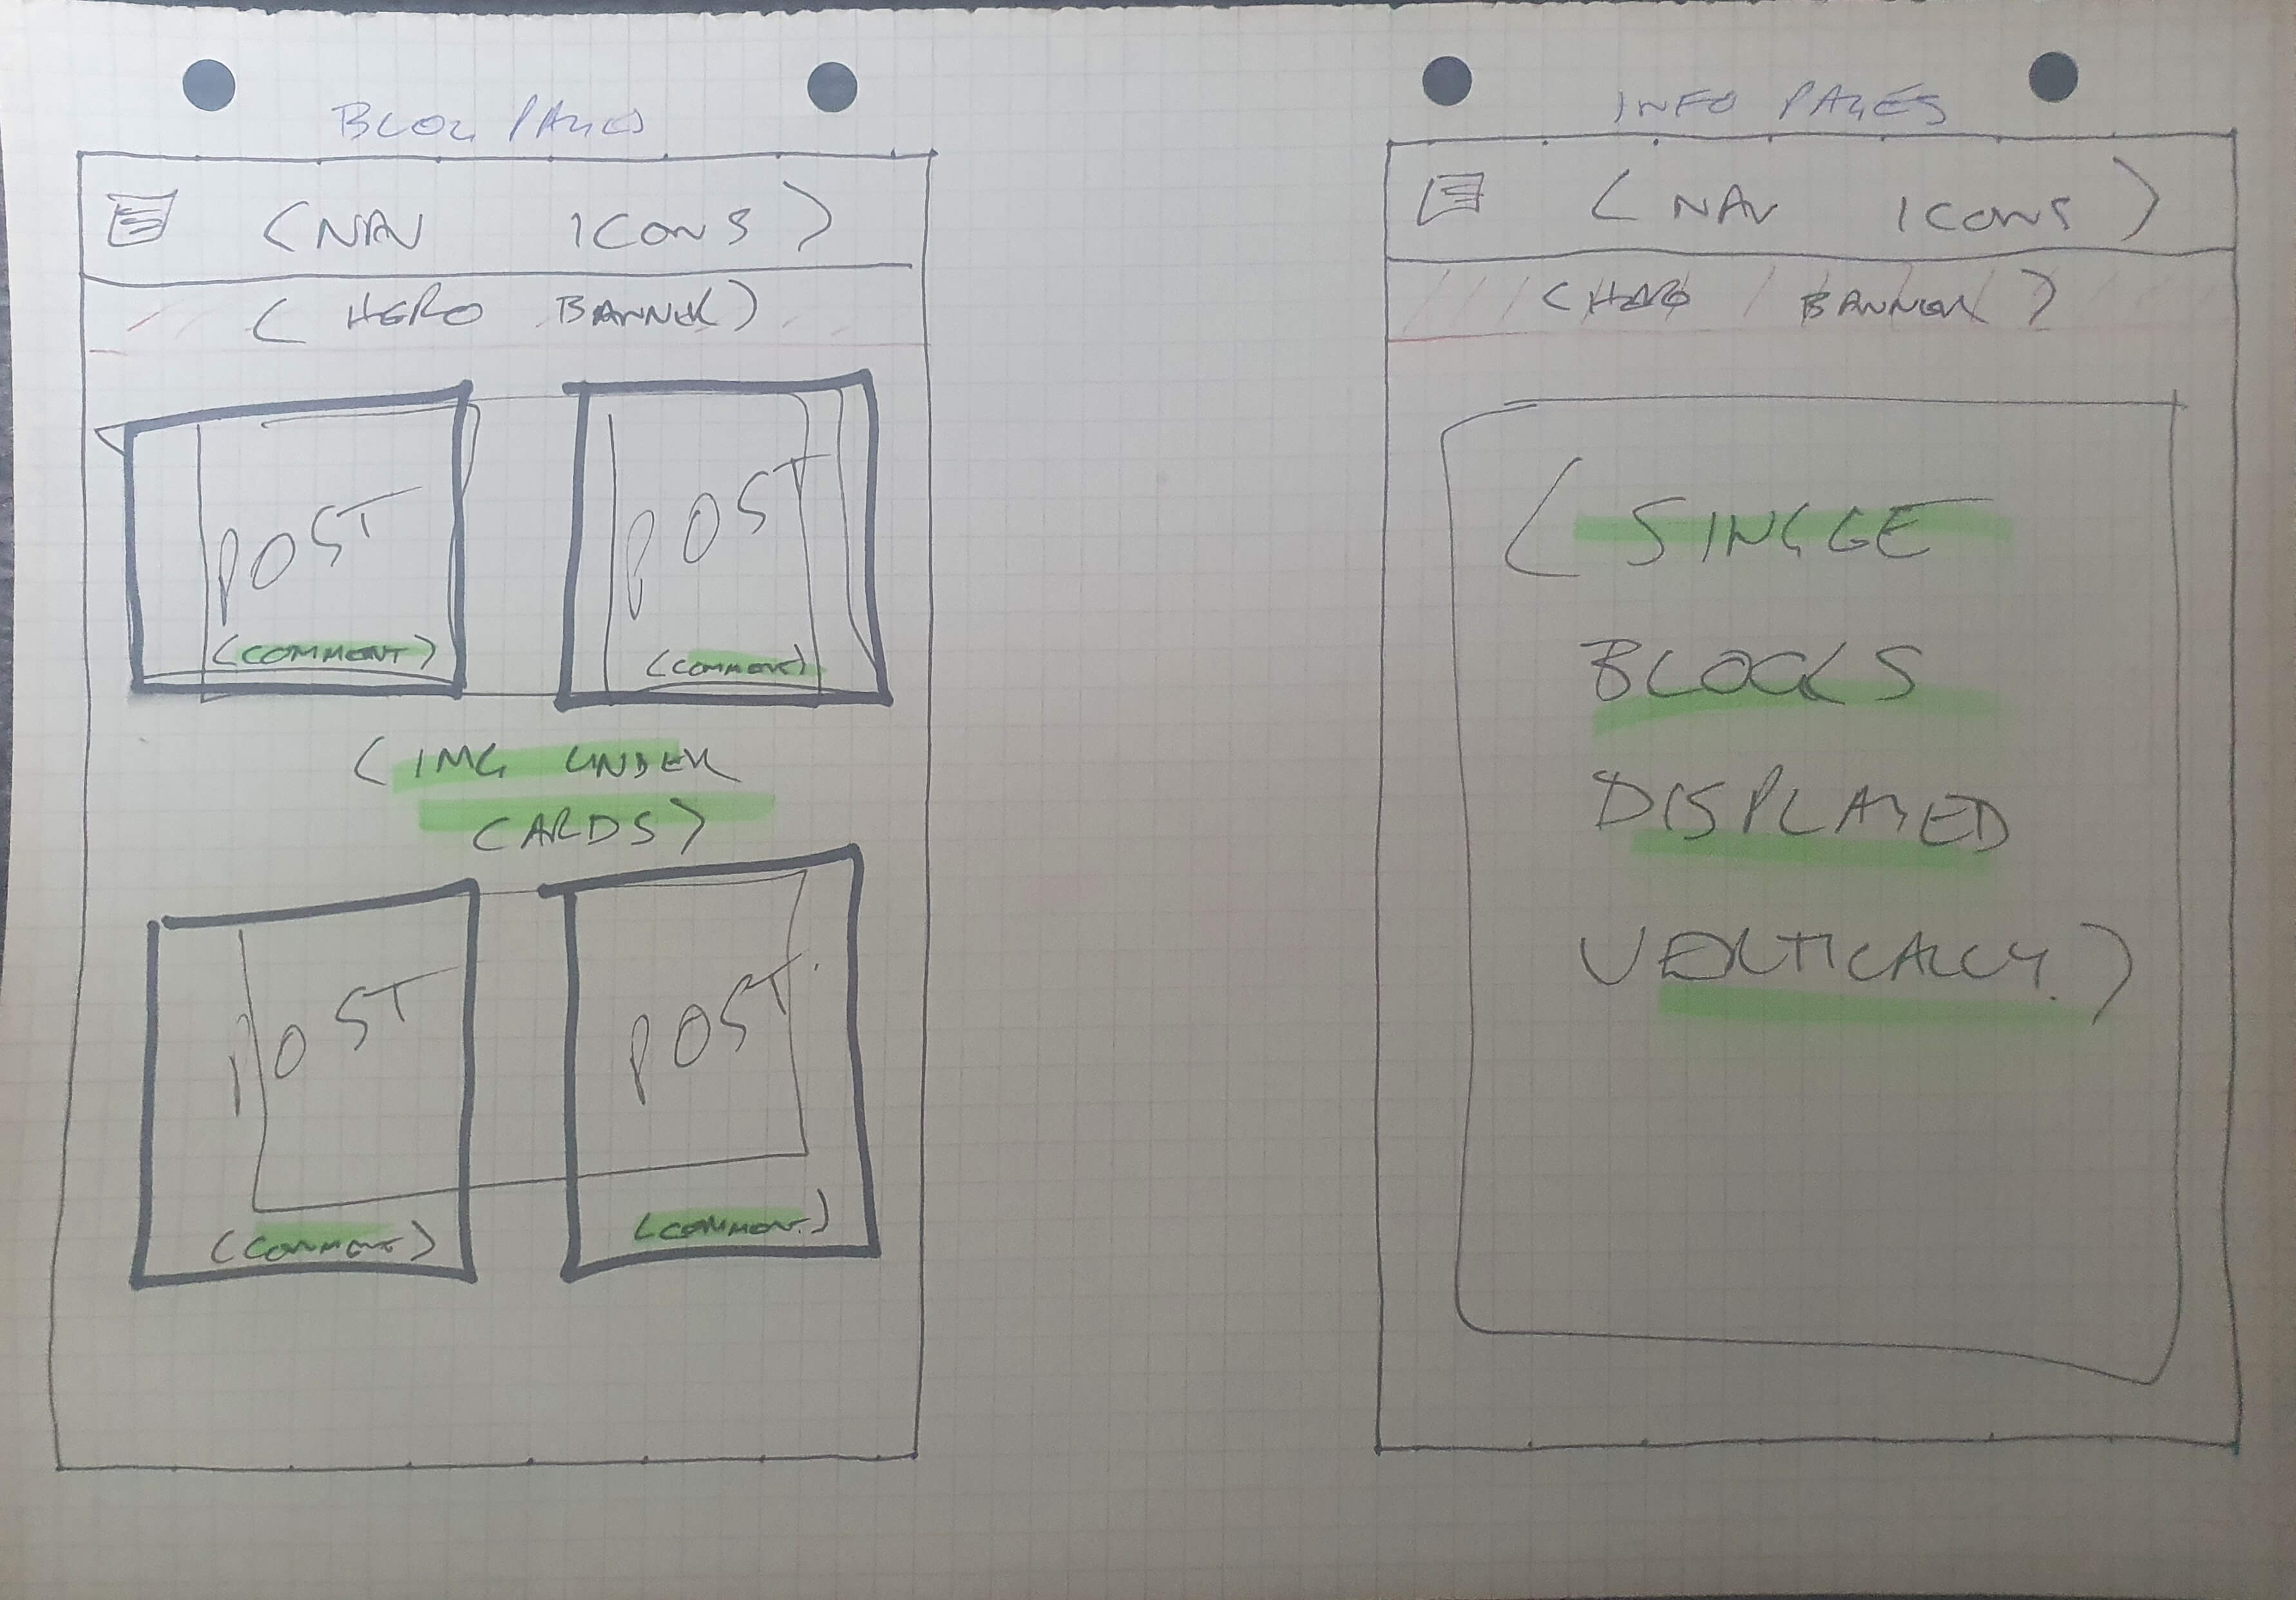 BLOG PAGES
(NAV ICONS)
(HERO BANNER)
POST
(COMMENT)
POST
(COMMENT)
(IMG UNDER
CARDS)
POST
(COMMENT)
POST.
(COMMENT.)
INFO PAGES
(NAV ICONS)
(HERO BANNER)
(SINGLE
BLOCKS
DISPLAYED
VERTICALLY.)